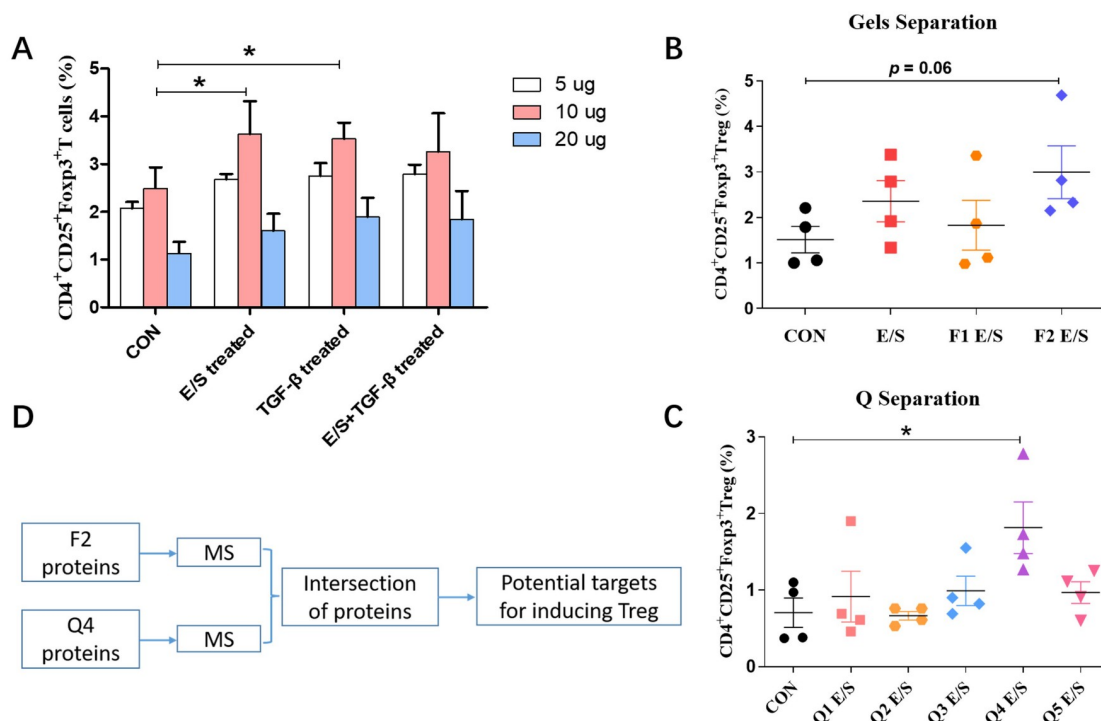 A
CD4⁺CD25⁺Foxp3⁺T cells (%)
5
4
3
2
1
0
*
*
5 ug
10 ug
20 ug
CON
E/S treated
TGF-β treated
E/S+TGF-β treated
B
Gels Separation
CD4⁺CD25⁺Foxp3⁺Treg (%)
5
4
3
2
1
0
p = 0.06
CON
E/S
F1 E/S
F2 E/S
C
Q Separation
CD4⁺CD25⁺Foxp3⁺Treg (%)
3
2
1
0
*
CON
Q1 E/S
Q2 E/S
Q3 E/S
Q4 E/S
Q5 E/S
D
F2
proteins
MS
Q4
proteins
MS
Intersection
of proteins
Potential targets
for inducing Treg